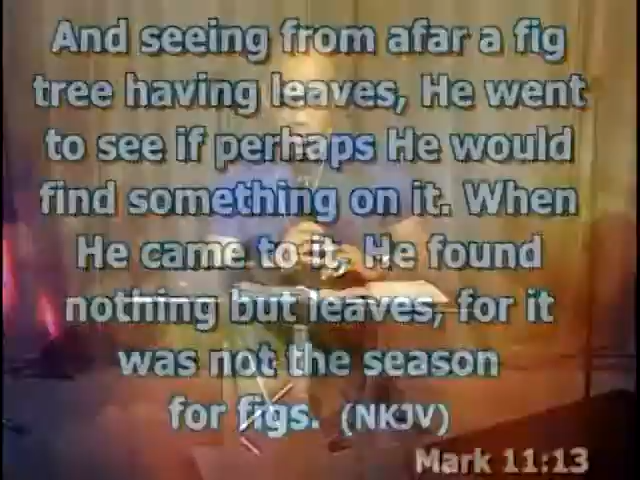 And seeing from afar a fig
tree having leaves, He went
to see if perhaps He would
find something on it. When
He came to it, He found
nothing but leaves, for it
was not the season
for figs. (NKJV)
Mark 11:13